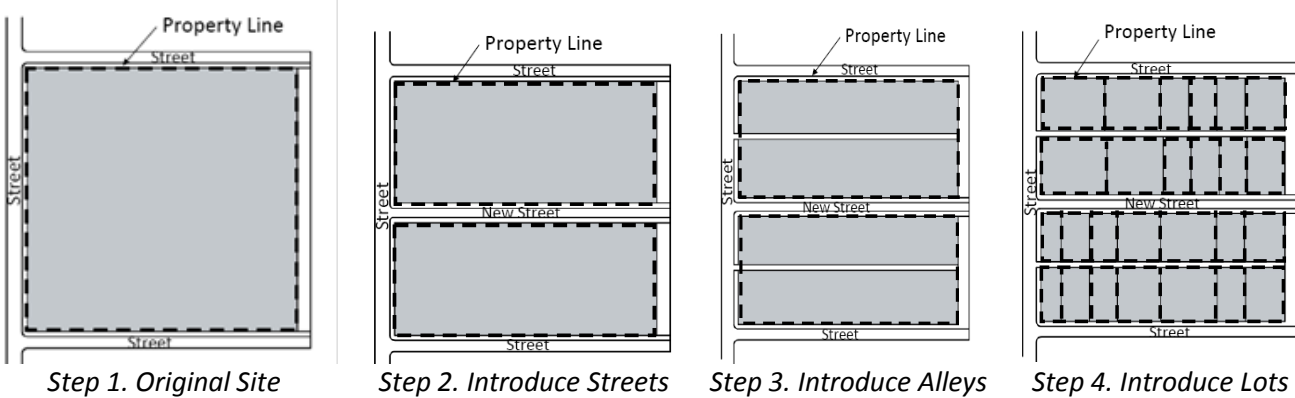 Property Line
Street
Street
Street
Step 1. Original Site
Property Line
Street
Street
New Street
Street
Step 2. Introduce Streets
Property Line
Street
Street
New Street
Street
Step 3. Introduce Alleys
Property Line
Street
Street
New Street
Street
Step 4. Introduce Lots